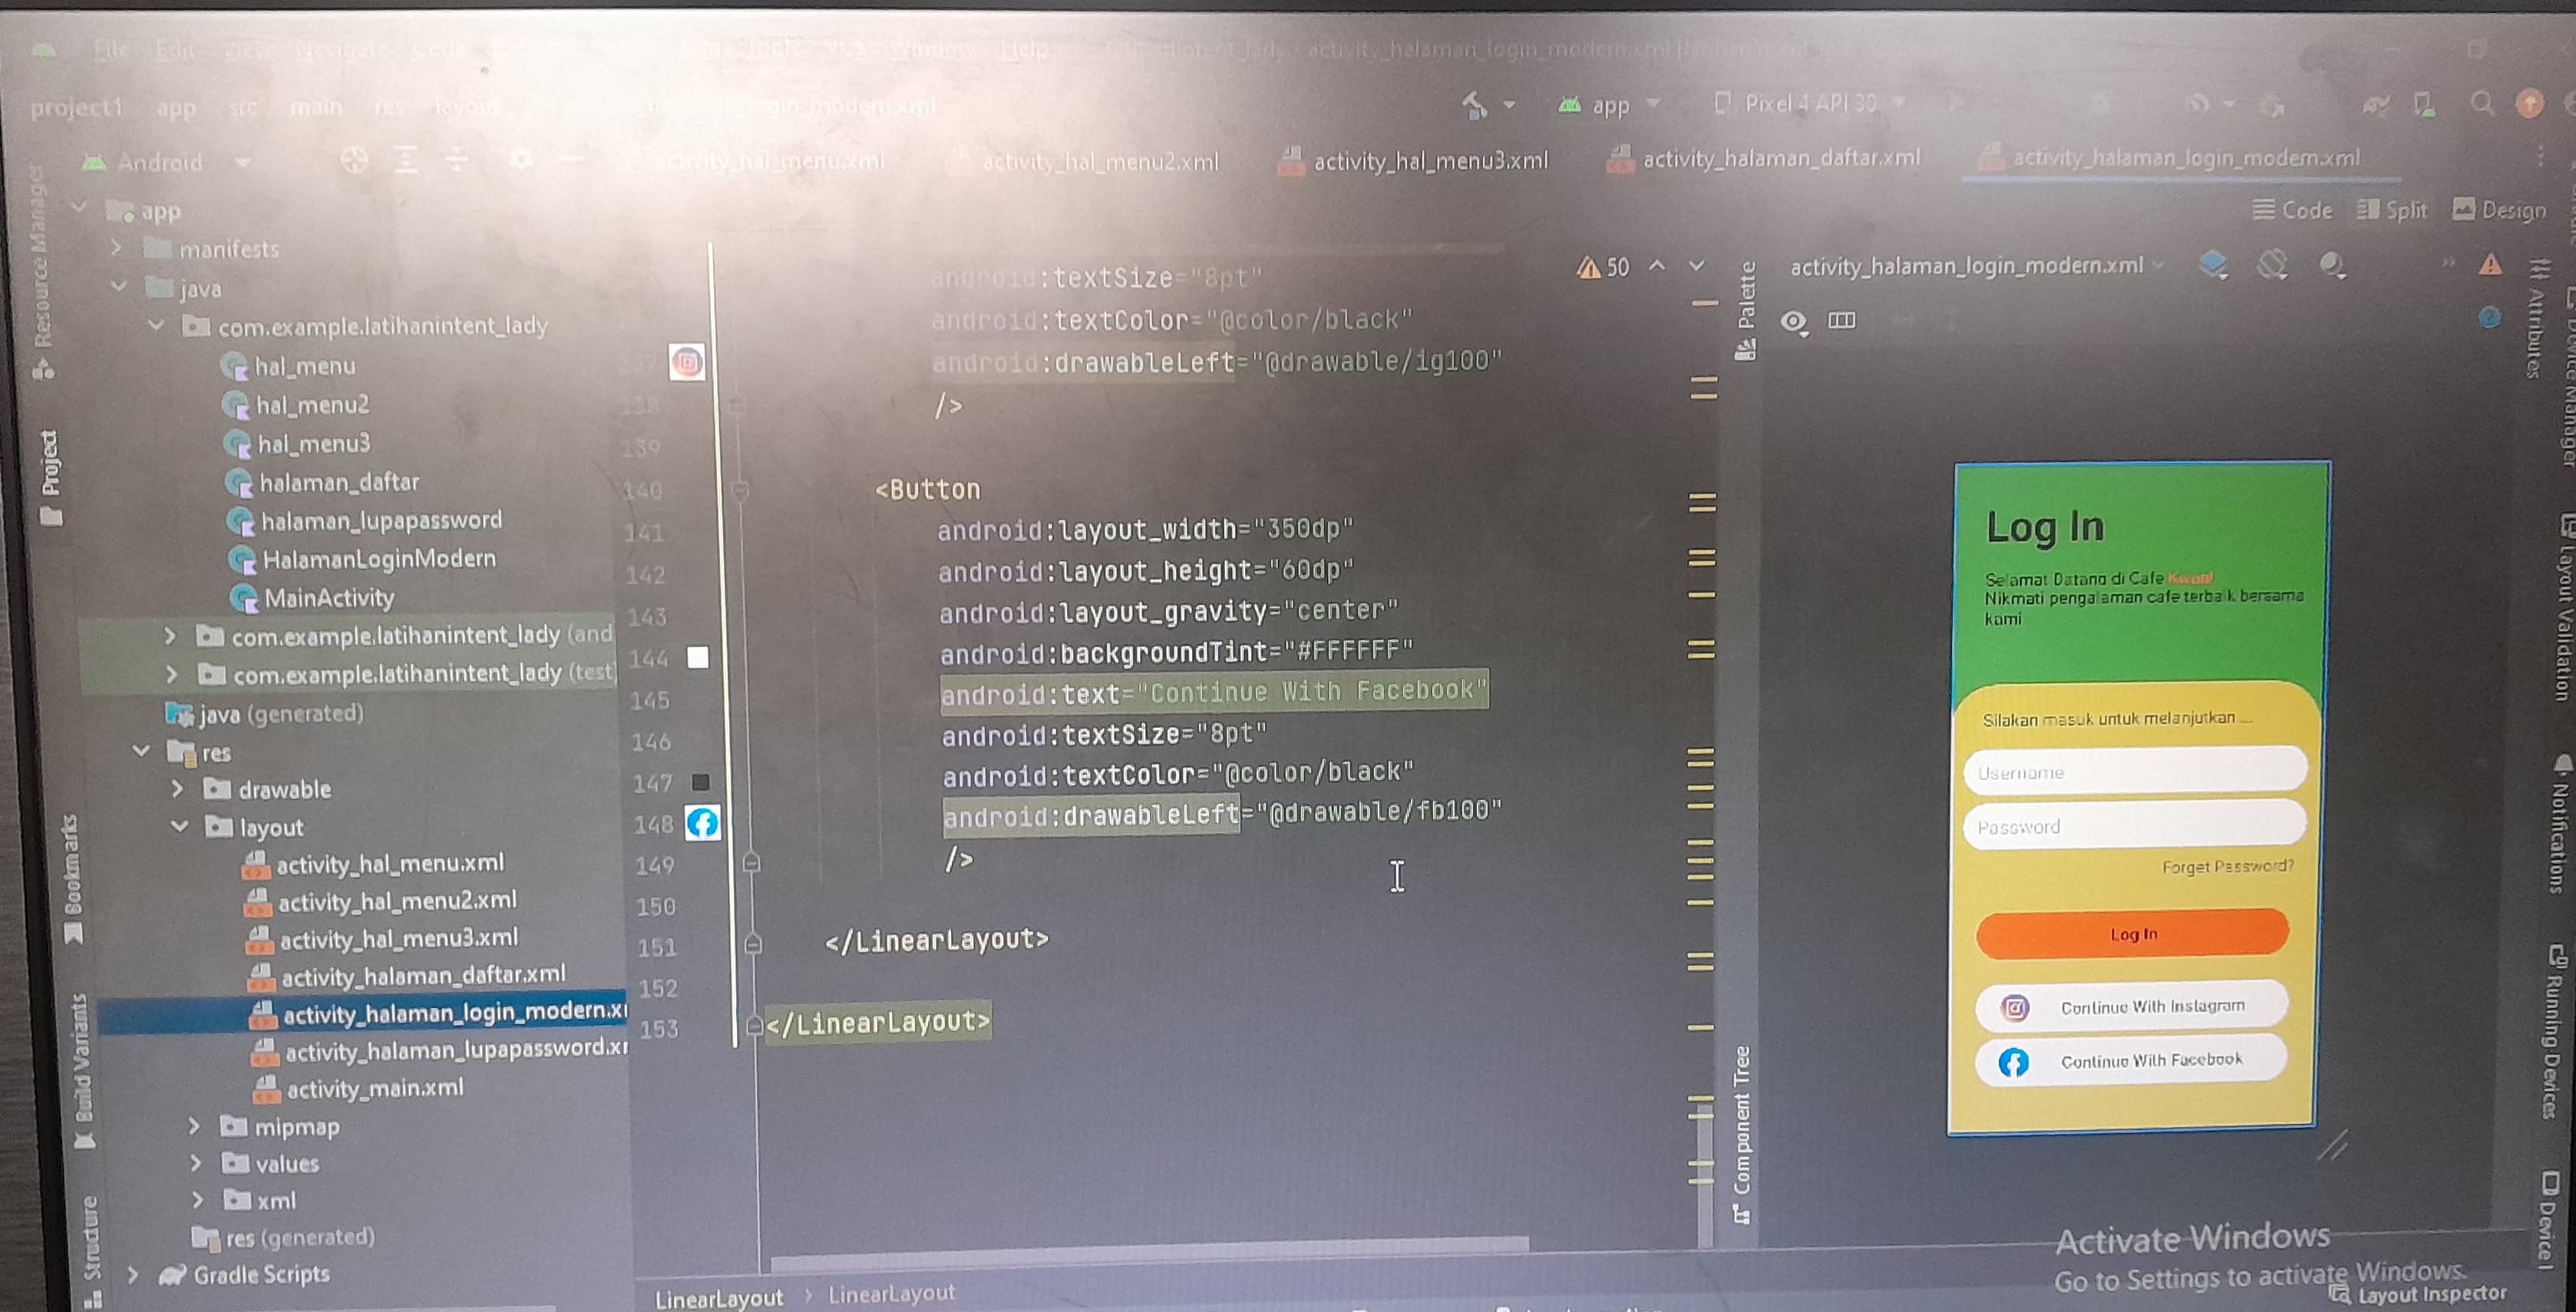 File Edit View Navigate Code Tools VCS Window Help activity_halaman_login_modern.xml
project1 app src main res layout login_modern.xml
app Pixel 4 API 30
Android
activity_hal_menu.xml activity_hal_menu2.xml activity_hal_menu3.xml activity_halaman_daftar.xml activity_halaman_login_modern.xml
Code Split Design
Resource Manager
Project
Bookmarks
Build Variants
Structure
app
manifests
java
com.example.latihanintent_lady
hal_menu
hal_menu2
hal_menu3
halaman_daftar
halaman_lupapassword
HalamanLoginModern
MainActivity
com.example.latihanintent_lady (and
com.example.latihanintent_lady (test
java (generated)
res
drawable
layout
activity_hal_menu.xml
activity_hal_menu2.xml
activity_hal_menu3.xml
activity_halaman_daftar.xml
activity_halaman_login_modern.x
activity_halaman_lupapassword.x
activity_main.xml
mipmap
values
xml
res (generated)
Gradle Scripts
50
android:textSize="8pt"
android:textColor="@color/black"
137 android:drawableLeft="@drawable/ig100"
138 />
139
140 <Button
141 android:layout_width="350dp"
142 android:layout_height="60dp"
143 android:layout_gravity="center"
144 android:backgroundTint="#FFFFFF"
145 android:text="Continue With Facebook"
146 android:textSize="8pt"
147 android:textColor="@color/black"
148 android:drawableLeft="@drawable/fb100"
149 />
150
151 </LinearLayout>
152
153 </LinearLayout>
LinearLayout > LinearLayout
Palette
Component Tree
activity_halaman_login_modern.xml
Log In
Selamat Datang di Cafe
Nikmati pengalaman cafe terbaik bersama
kami
Silakan masuk untuk melanjutkan ...
Username
Password
Forget Password?
Log In
Continue With Instagram
Continue With Facebook
Activate Windows
Go to Settings to activate Windows.
Layout Inspector
Attributes
Device Manager
Layout Validation
Notifications
Running Devices
Device